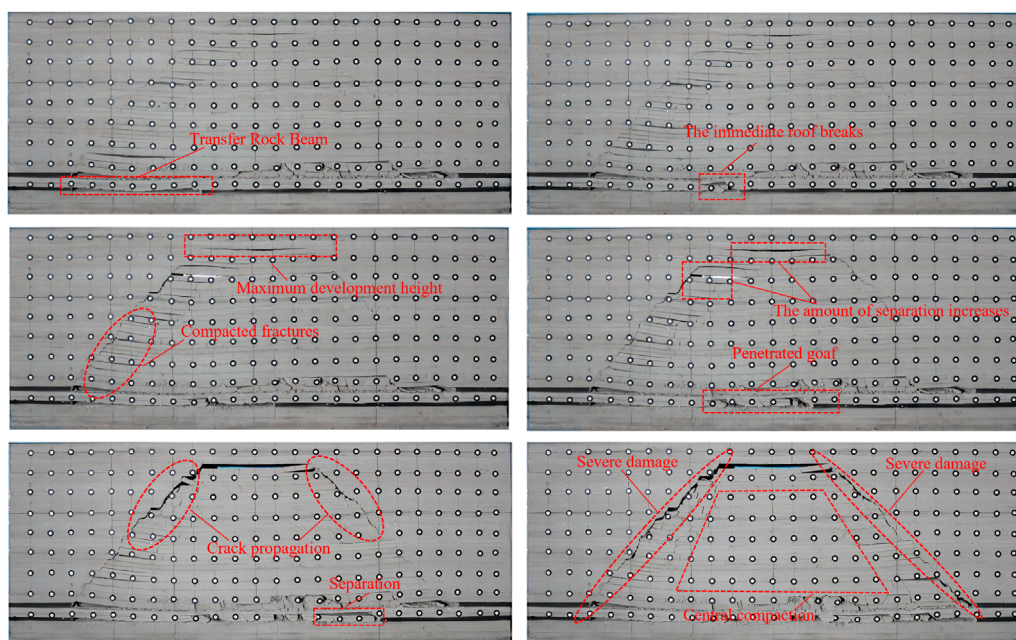 Transfer Rock Beam
The immediate roof breaks
Maximum development height
Compacted fractures
The amount of separation increases
Penetrated goaf
Crack propagation
Separation
Severe damage
Severe damage
Central compaction